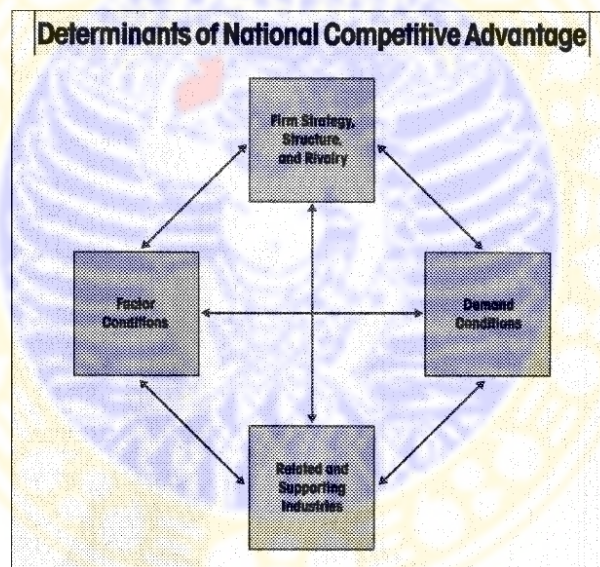 Determinants of National Competitive Advantage
Firm Strategy,
Structure,
and Rivalry
Factor
Conditions
Demand
Conditions
Related and
Supporting
Industries